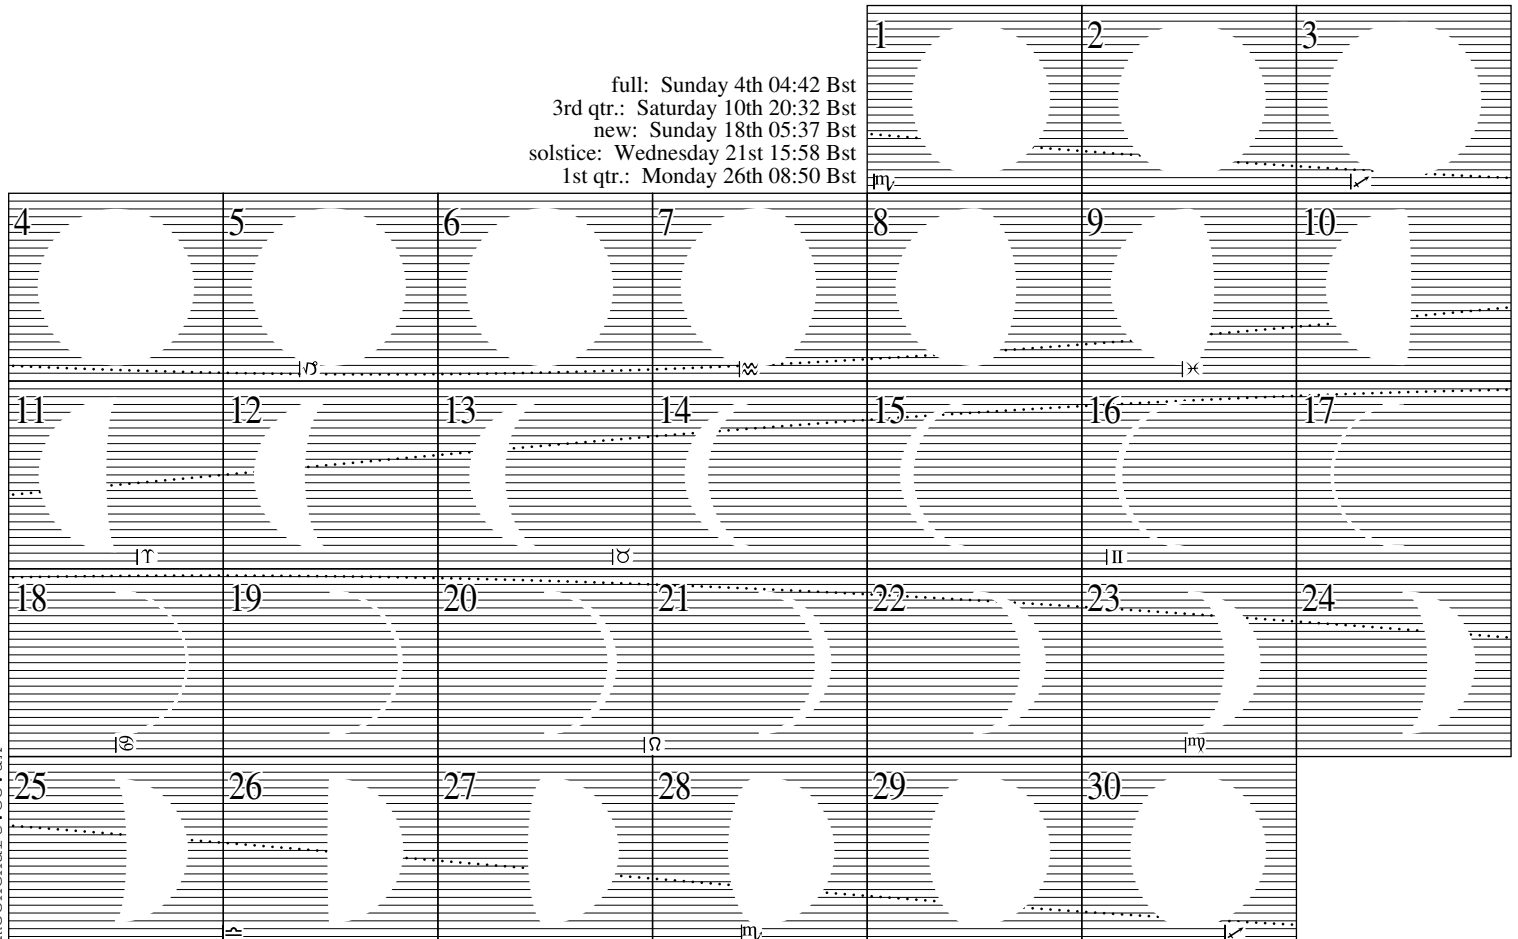 1 2 3
full: Sunday 4th 04:42 Bst
3rd qtr.: Saturday 10th 20:32 Bst
new: Sunday 18th 05:37 Bst
solstice: Wednesday 21st 15:58 Bst
1st qtr.: Monday 26th 08:50 Bst
♏ ♐
4 5 6 7 8 9 10
♑ ♒ ♓
11 12 13 14 15 16 17
♈ ♉ ♊
18 19 20 21 22 23 24
♋ ♌ ♍
25 26 27 28 29 30
♎ ♏ ♐